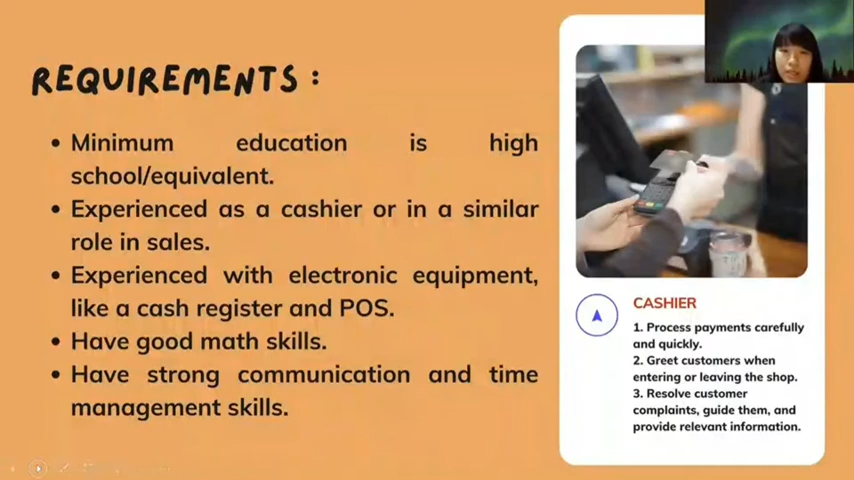 REQUIREMENTS :
• Minimum education is high
school/equivalent.
• Experienced as a cashier or in a similar
role in sales.
• Experienced with electronic equipment,
like a cash register and POS.
• Have good math skills.
• Have strong communication and time
management skills.
CASHIER
1. Process payments carefully
and quickly.
2. Greet customers when
entering or leaving the shop.
3. Resolve customer
complaints, guide them, and
provide relevant information.